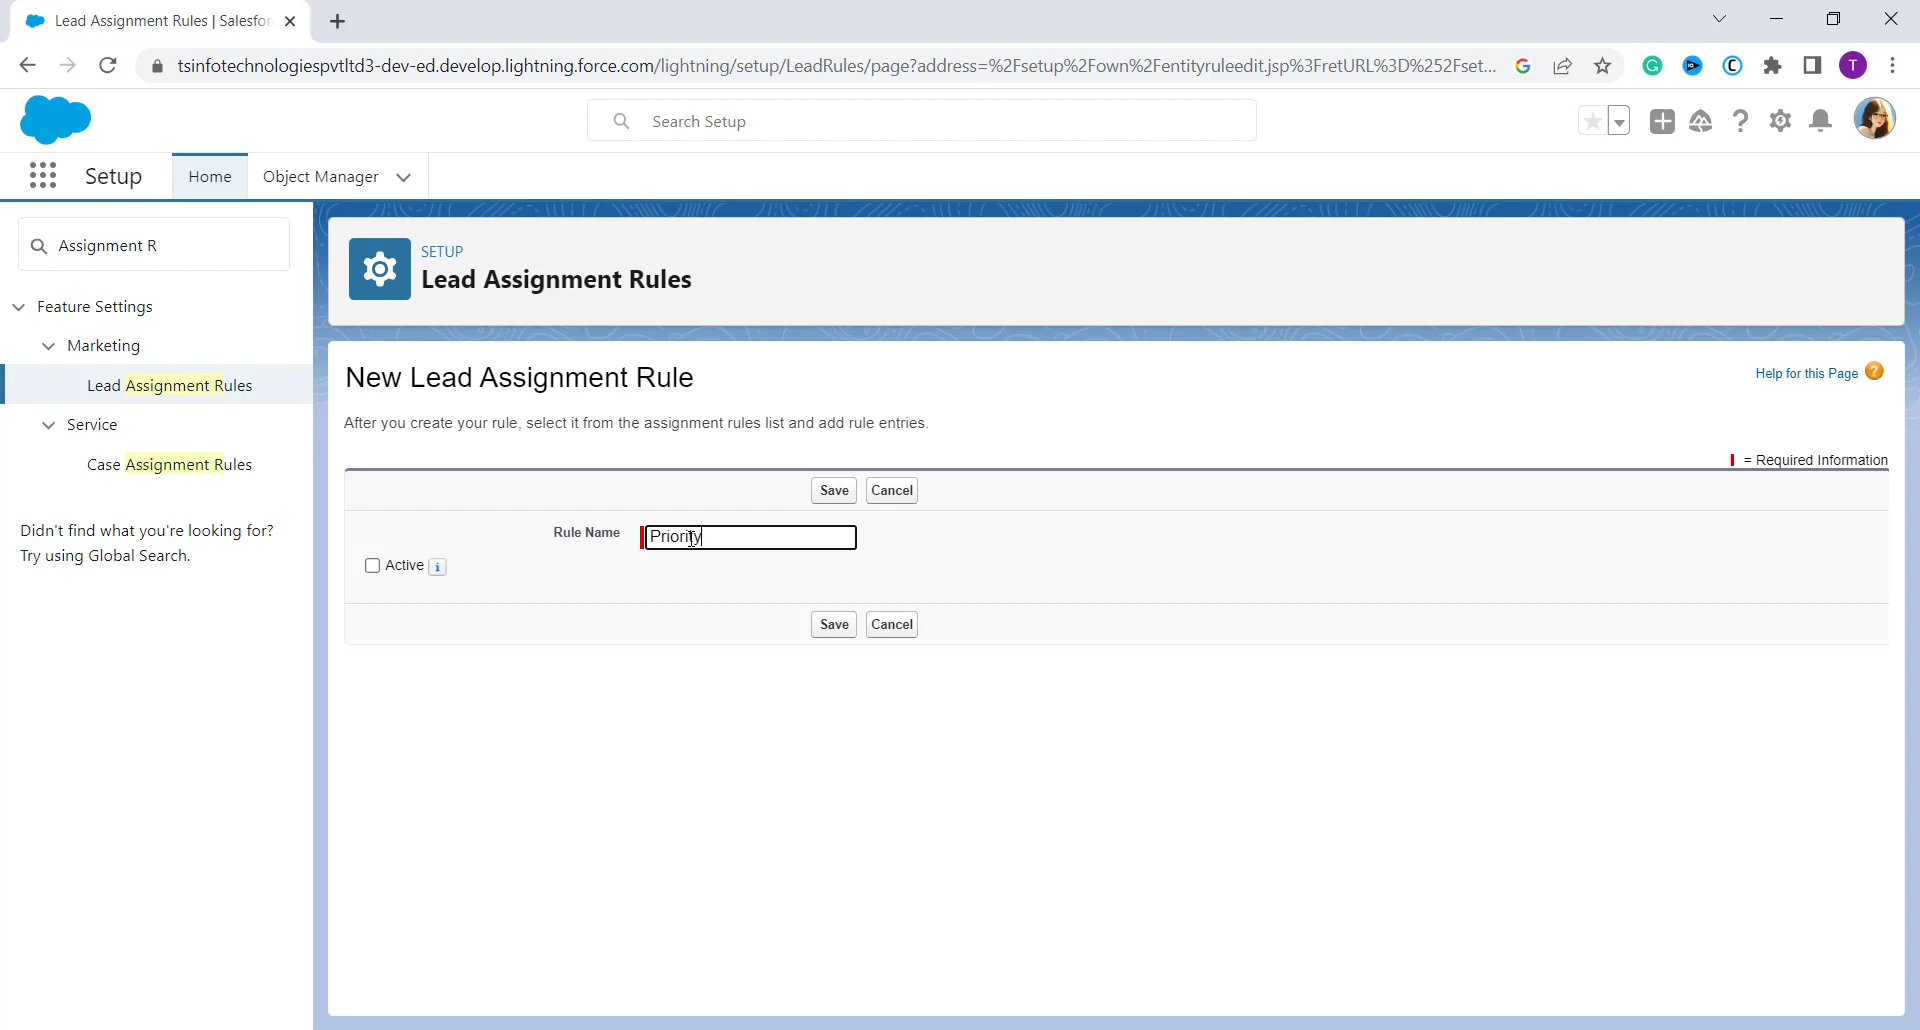 Lead Assignment Rules | Salesfor
tsinfotechnologiespvtltd3-dev-ed.develop.lightning.force.com/lightning/setup/LeadRules/page?address=%2Fsetup%2Fown%2Fentityruleedit.jsp%3FretURL%3D%252Fset...
T
Search Setup
Setup
Home
Object Manager
Assignment R
Feature Settings
Marketing
Lead Assignment Rules
Service
Case Assignment Rules
Didn't find what you're looking for?
Try using Global Search.
SETUP
Lead Assignment Rules
New Lead Assignment Rule
Help for this Page ?
After you create your rule, select it from the assignment rules list and add rule entries.
= Required Information
Save Cancel
Rule Name Priority
Active i
Save Cancel